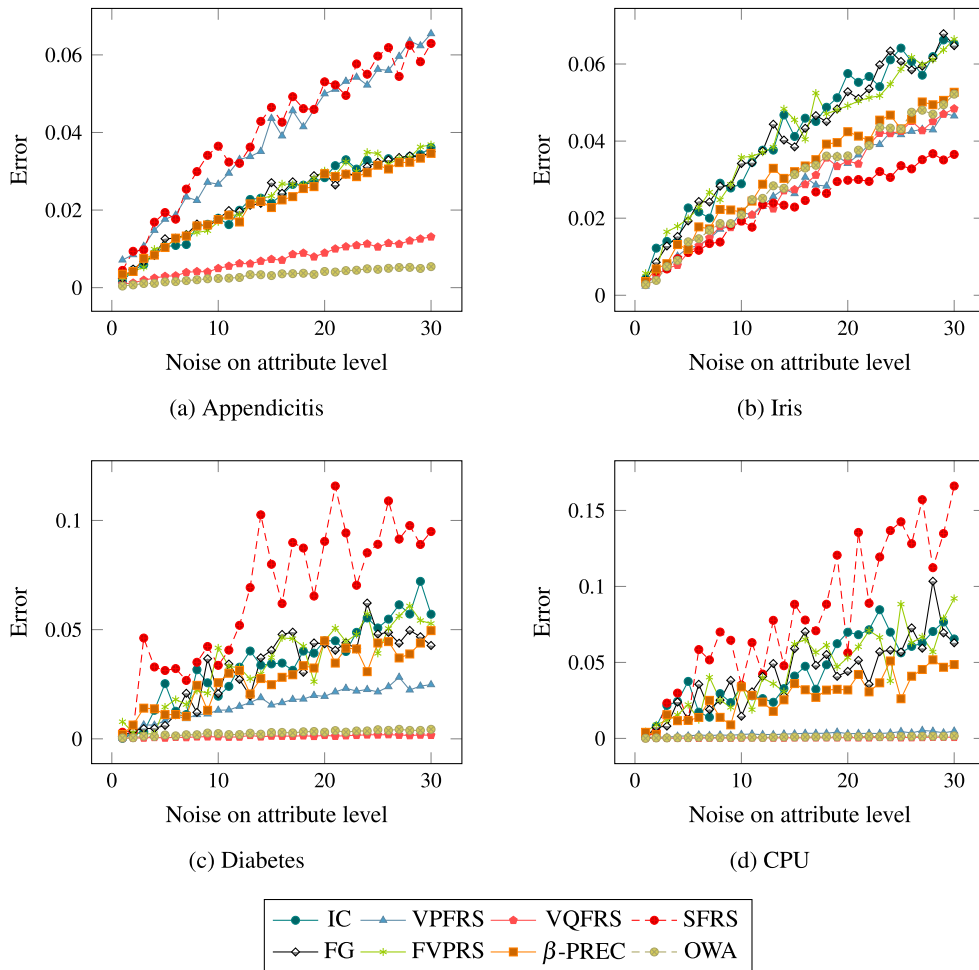 0.06
0.04
0.02
0
Error
0 10 20 30
Noise on attribute level
(a) Appendicitis
0.06
0.04
0.02
0
Error
0 10 20 30
Noise on attribute level
(b) Iris
0.1
0.05
0
Error
0 10 20 30
Noise on attribute level
(c) Diabetes
0.15
0.1
0.05
0
Error
0 10 20 30
Noise on attribute level
(d) CPU
IC VPFRS VQFRS SFRS
FG FVPRS β-PREC OWA